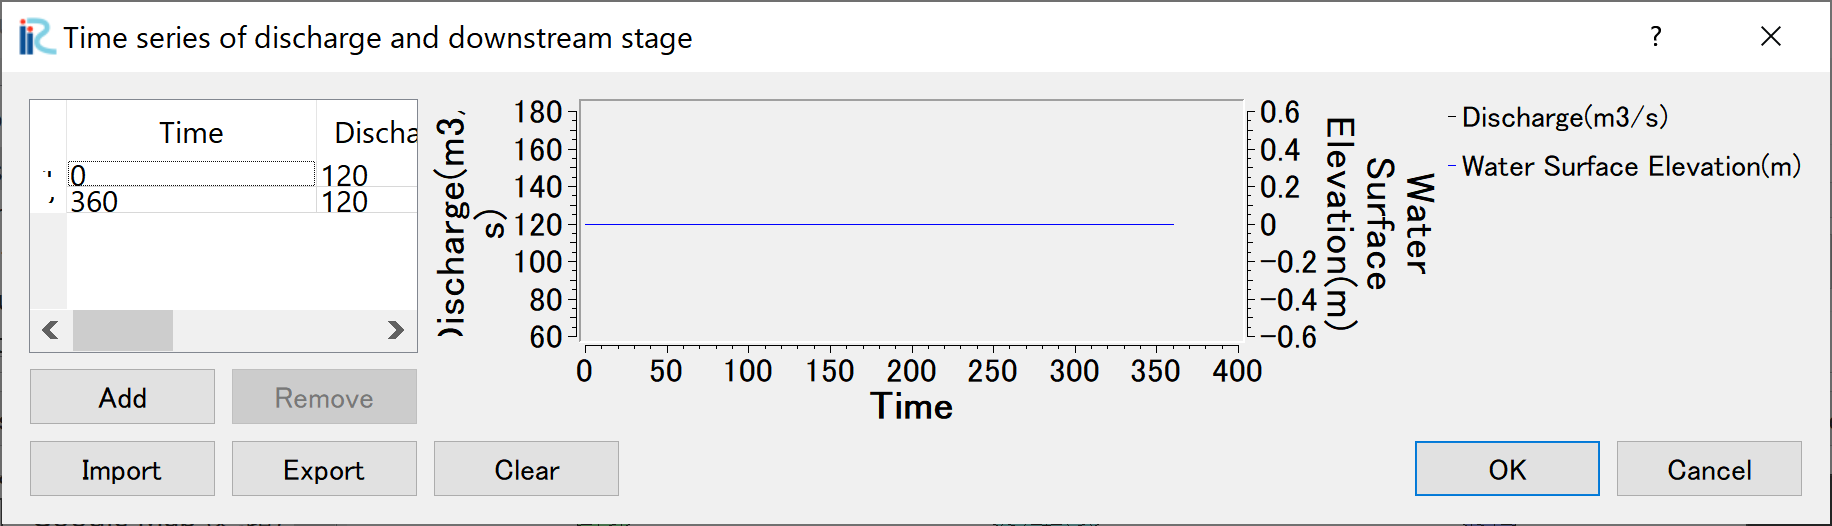 Time series of discharge and downstream stage
?
Time Discha
0 120
360 120
Add Remove
Import Export Clear
ischarge(m3/
s)
180
160
140
120
100
80
60
0 50 100 150 200 250 300 350 400
Time
0.6
0.4
0.2
0
-0.2
-0.4
-0.6
Water
Surface
Elevation(m)
Discharge(m3/s)
Water Surface Elevation(m)
OK Cancel